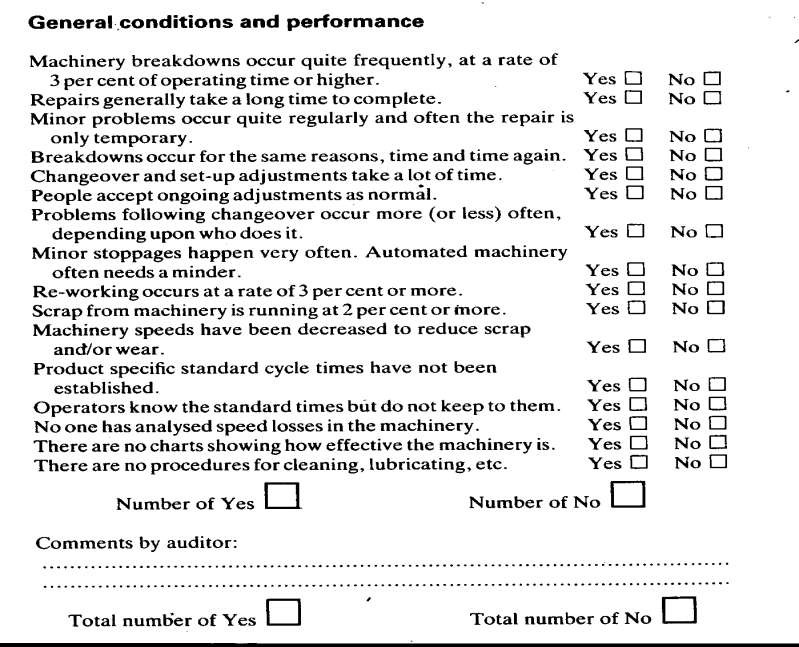 General conditions and performance
Machinery breakdowns occur quite frequently, at a rate of
3 per cent of operating time or higher. Yes □ No □
Repairs generally take a long time to complete. Yes □ No □
Minor problems occur quite regularly and often the repair is
only temporary. Yes □ No □
Breakdowns occur for the same reasons, time and time again. Yes □ No □
Changeover and set-up adjustments take a lot of time. Yes □ No □
People accept ongoing adjustments as normal. Yes □ No □
Problems following changeover occur more (or less) often,
depending upon who does it. Yes □ No □
Minor stoppages happen very often. Automated machinery
often needs a minder. Yes □ No □
Re-working occurs at a rate of 3 per cent or more. Yes □ No □
Scrap from machinery is running at 2 per cent or more. Yes □ No □
Machinery speeds have been decreased to reduce scrap
and/or wear. Yes □ No □
Product specific standard cycle times have not been
established. Yes □ No □
Operators know the standard times but do not keep to them. Yes □ No □
No one has analysed speed losses in the machinery. Yes □ No □
There are no charts showing how effective the machinery is. Yes □ No □
There are no procedures for cleaning, lubricating, etc. Yes □ No □
Number of Yes □ Number of No □
Comments by auditor:
Total number of Yes □ Total number of No □